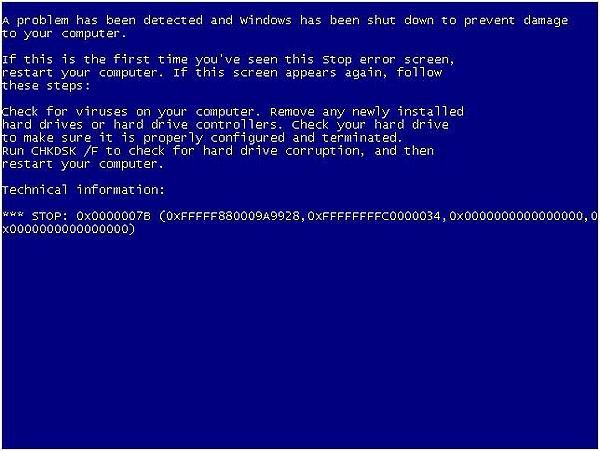 A problem has been detected and Windows has been shut down to prevent damage
to your computer.
If this is the first time you've seen this Stop error screen,
restart your computer. If this screen appears again, follow
these steps:
Check for viruses on your computer. Remove any newly installed
hard drives or hard drive controllers. Check your hard drive
to make sure it is properly configured and terminated.
Run CHKDSK /F to check for hard drive corruption, and then
restart your computer.
Technical information:
*** STOP: 0x0000007B (0xFFFFF880009A9928,0xFFFFFFFFC0000034,0x0000000000000000,0
x0000000000000000)